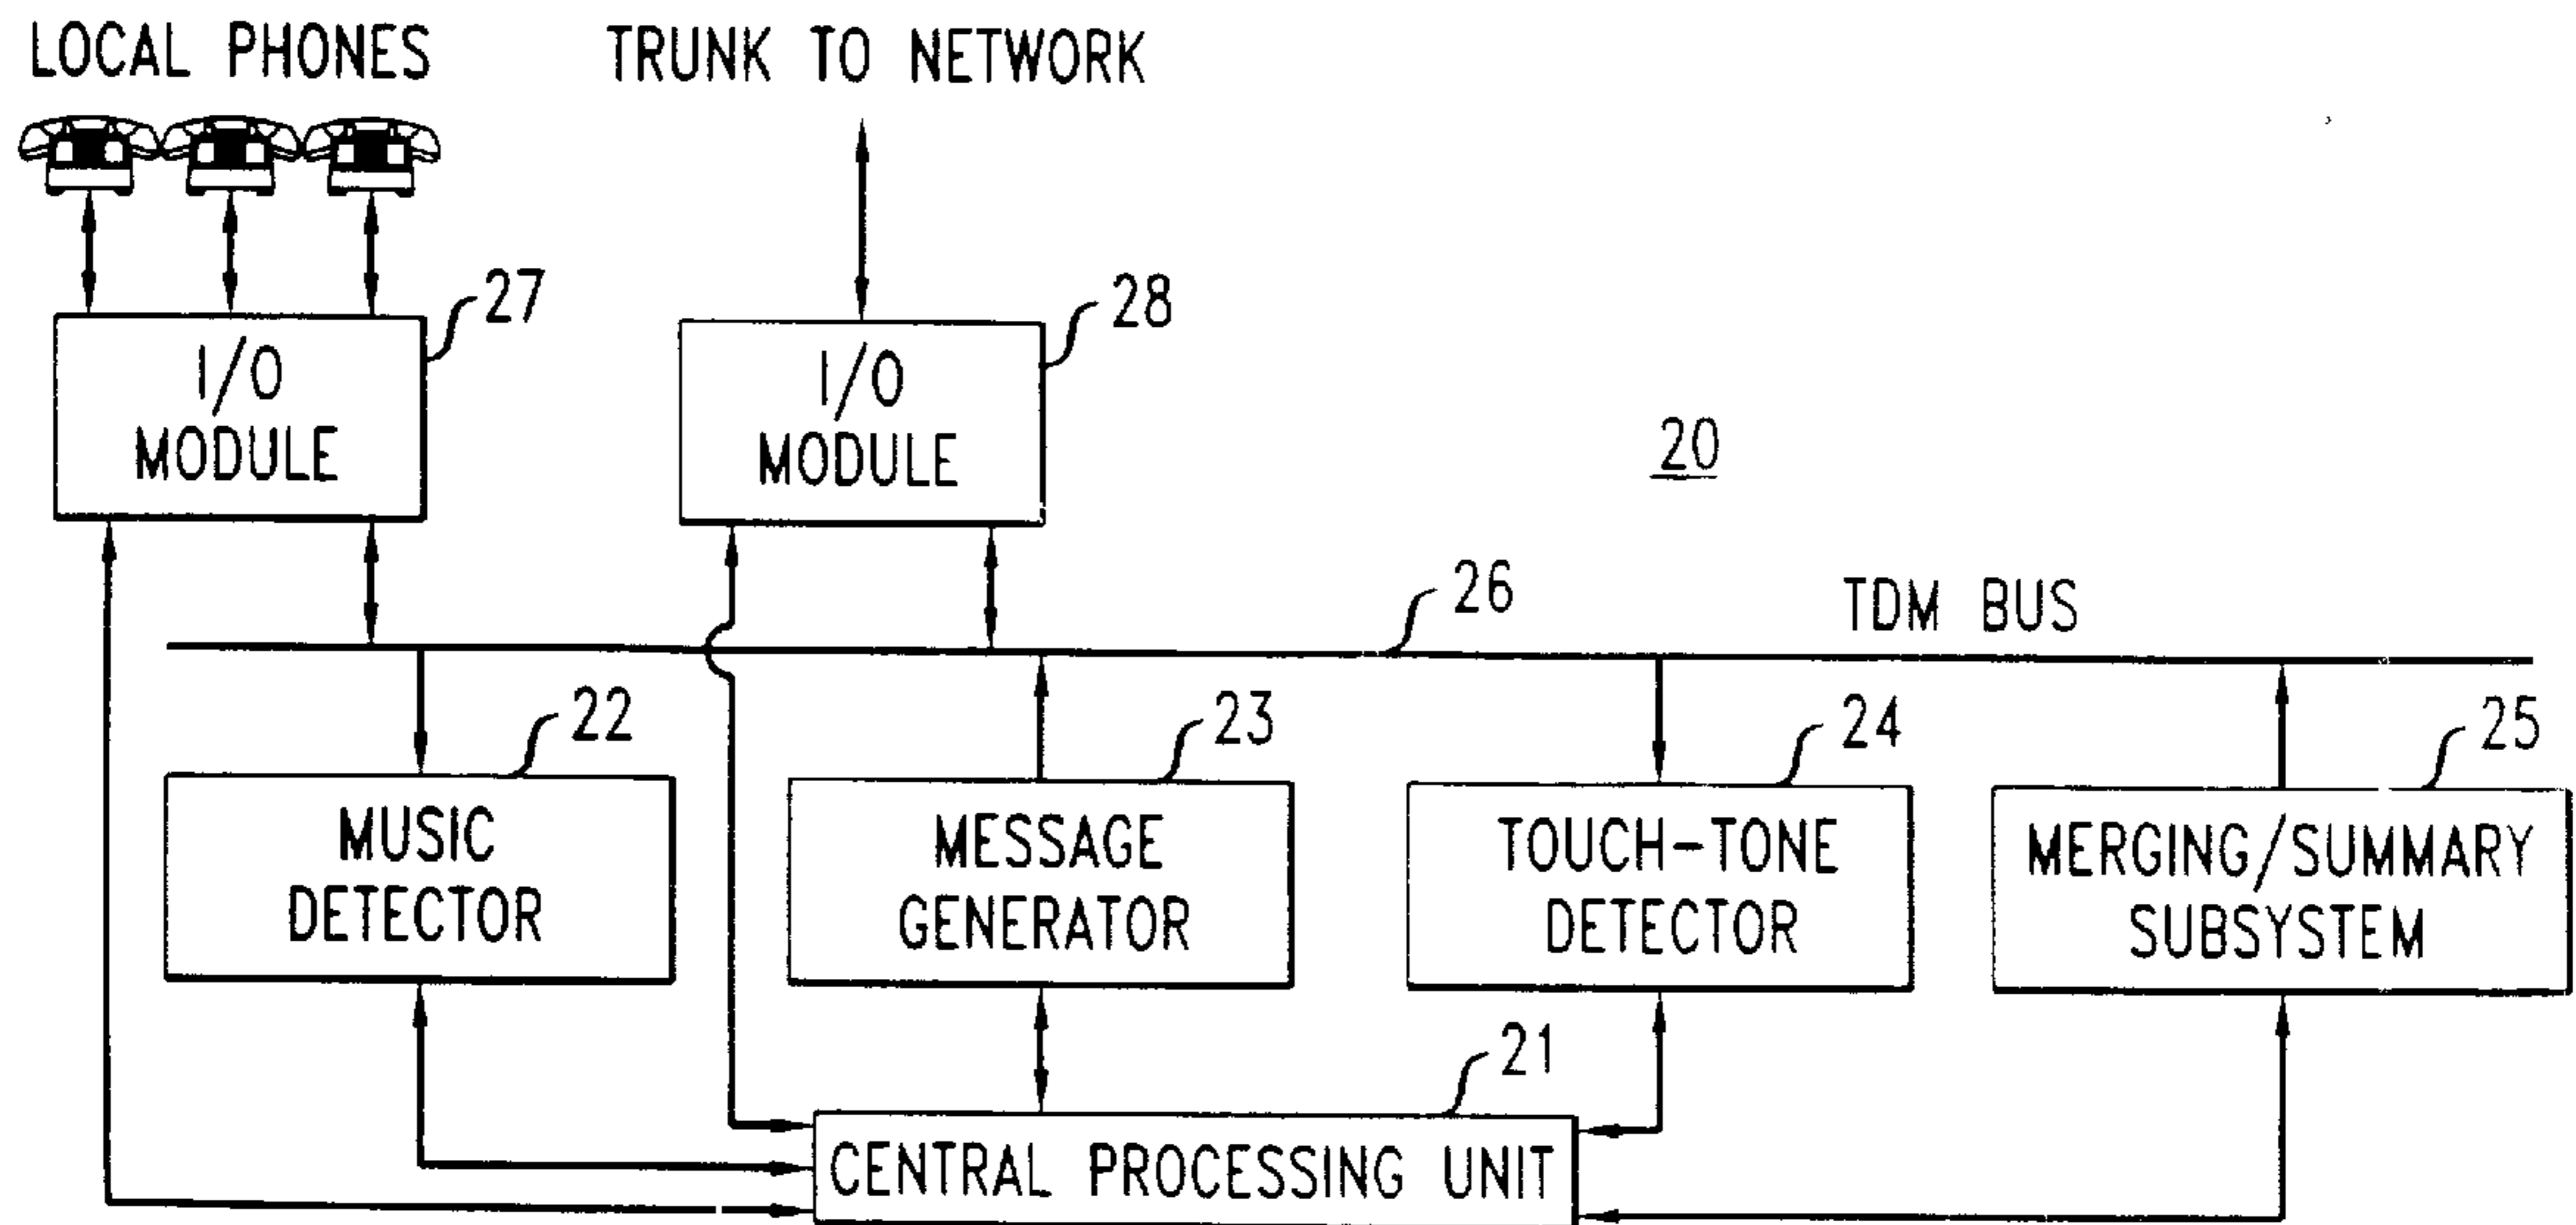 LOCAL PHONES
TRUNK TO NETWORK
27
I/O
MODULE
28
I/O
MODULE
20
26
TDM BUS
22
MUSIC
DETECTOR
23
MESSAGE
GENERATOR
24
TOUCH-TONE
DETECTOR
25
MERGING/SUMMARY
SUBSYSTEM
21
CENTRAL PROCESSING UNIT